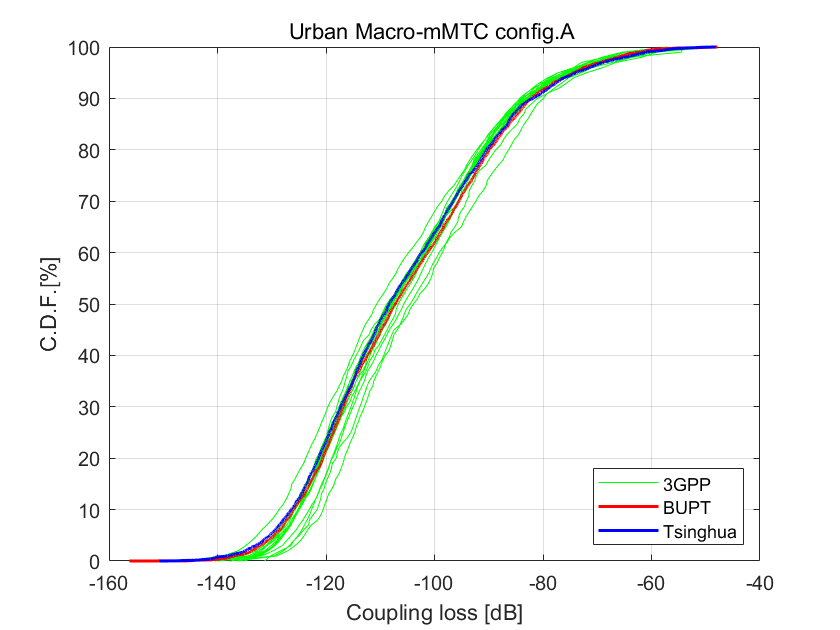 Urban Macro-mMTC config.A
100
90
80
70
60
50
40
30
20
10
0
C.D.F.[%]
3GPP
BUPT
Tsinghua
-160 -140 -120 -100 -80 -60 -40
Coupling loss [dB]